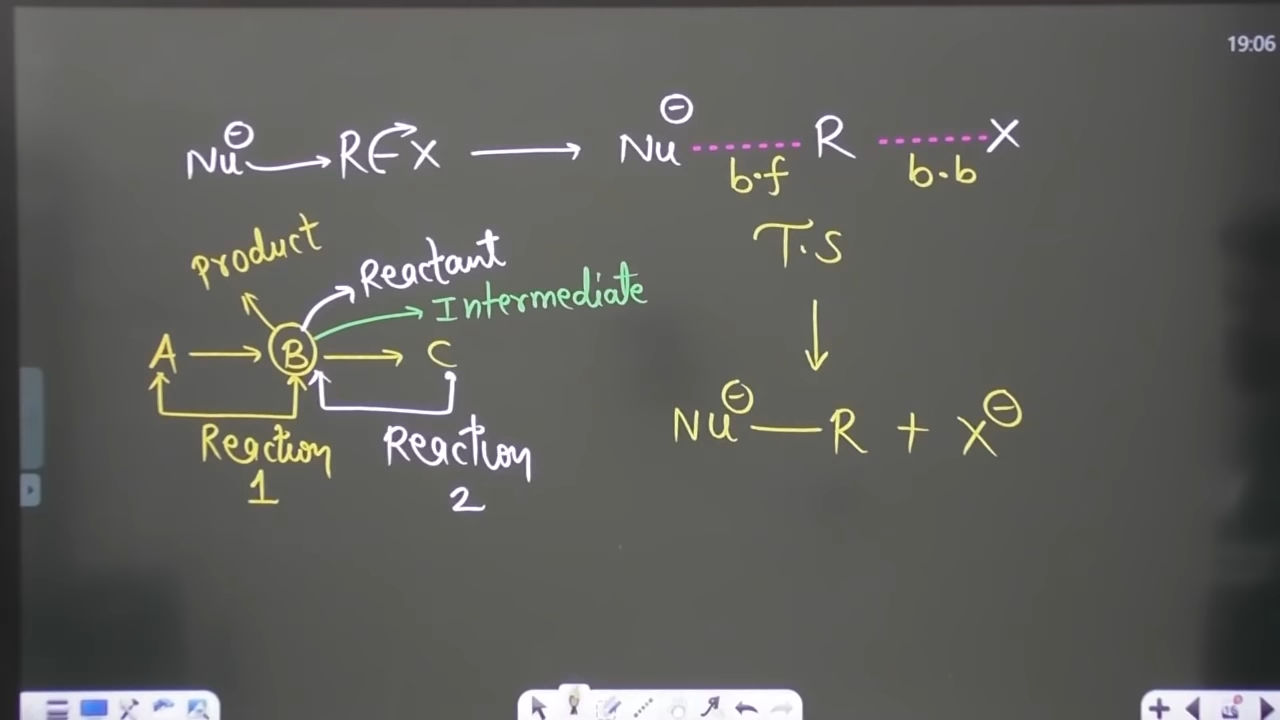 19:06
Nu⊖ → R–X → Nu⊖ ------ R ------ X
b.f b.b
T.S
Product
Reactant
Intermediate
A → B → C
Nu⊖ — R + X⊖
Reaction 1
Reaction 2